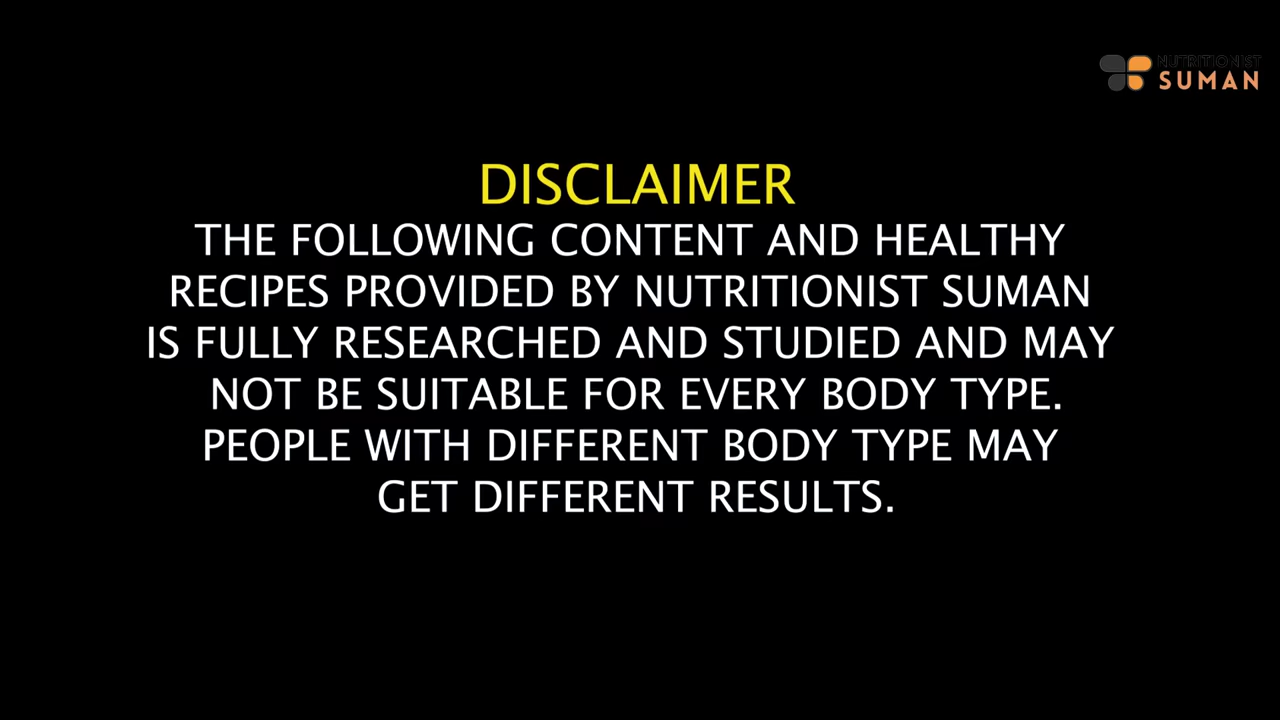 NUTRITIONIST
SUMAN
DISCLAIMER
THE FOLLOWING CONTENT AND HEALTHY
RECIPES PROVIDED BY NUTRITIONIST SUMAN
IS FULLY RESEARCHED AND STUDIED AND MAY
NOT BE SUITABLE FOR EVERY BODY TYPE.
PEOPLE WITH DIFFERENT BODY TYPE MAY
GET DIFFERENT RESULTS.